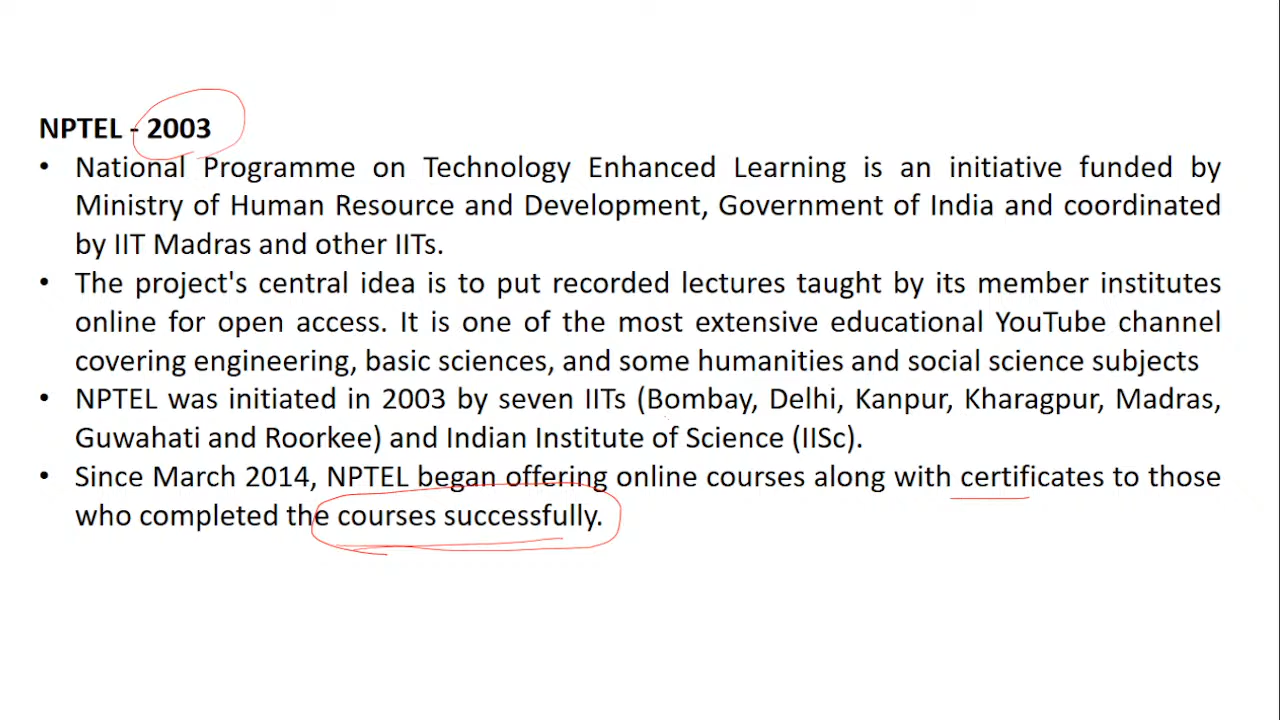 NPTEL - 2003
• National Programme on Technology Enhanced Learning is an initiative funded by
Ministry of Human Resource and Development, Government of India and coordinated
by IIT Madras and other IITs.
• The project's central idea is to put recorded lectures taught by its member institutes
online for open access. It is one of the most extensive educational YouTube channel
covering engineering, basic sciences, and some humanities and social science subjects
• NPTEL was initiated in 2003 by seven IITs (Bombay, Delhi, Kanpur, Kharagpur, Madras,
Guwahati and Roorkee) and Indian Institute of Science (IISc).
• Since March 2014, NPTEL began offering online courses along with certificates to those
who completed the courses successfully.